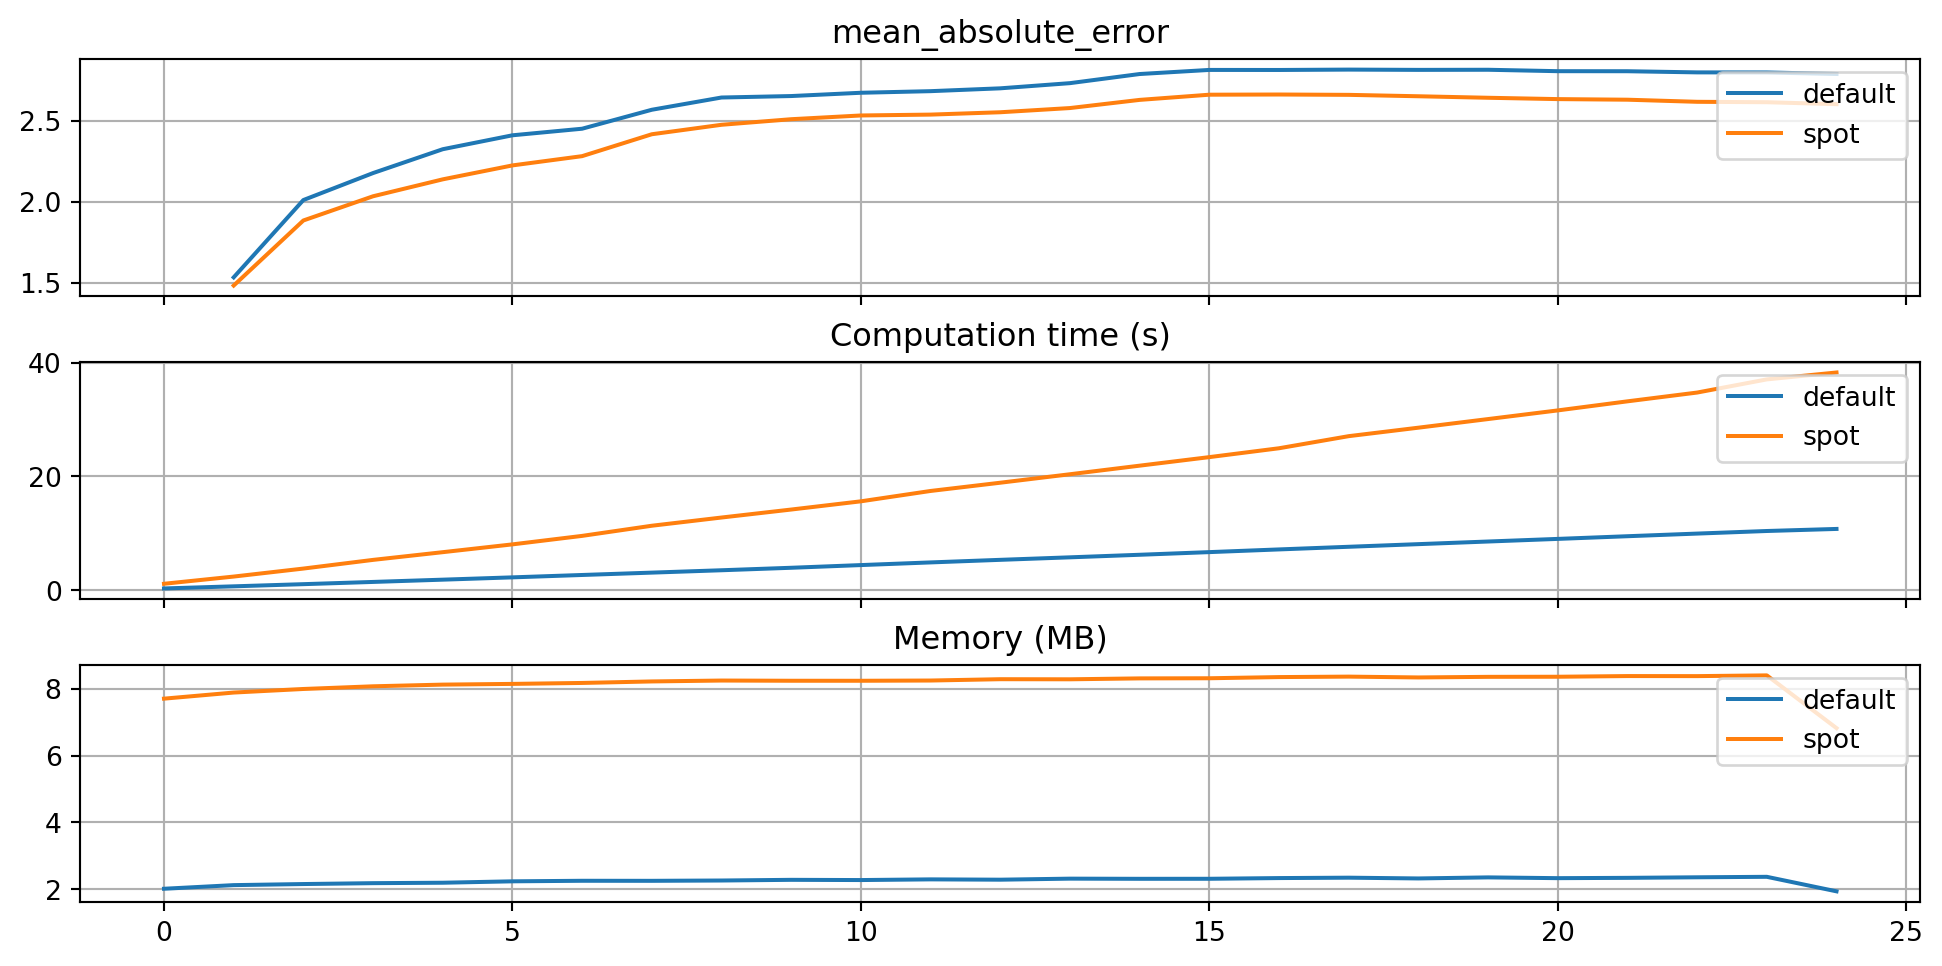 mean_absolute_error
2.5
2.0
1.5
default
spot
Computation time (s)
40
20
0
default
spot
Memory (MB)
8
6
4
2
default
spot
0 5 10 15 20 25